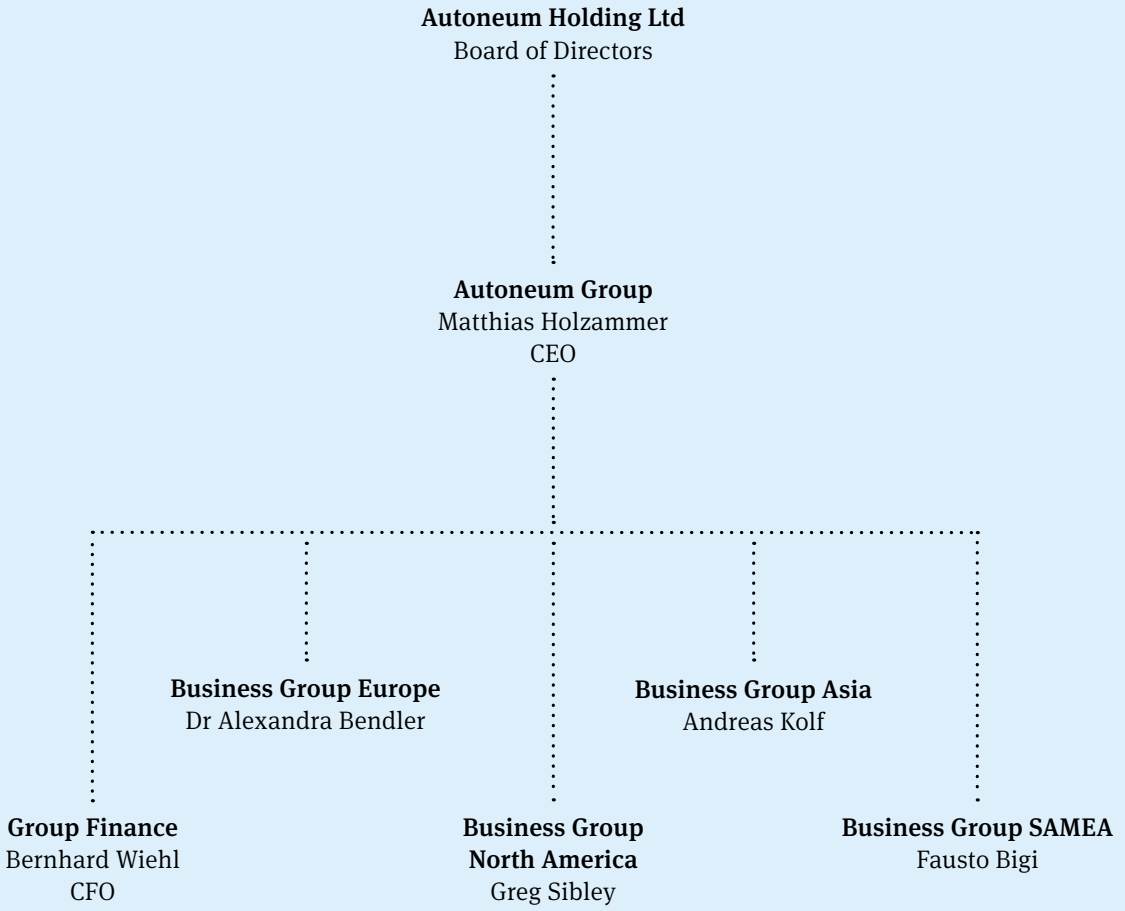 Autoneum Holding Ltd
Board of Directors
Autoneum Group
Matthias Holzammer
CEO
Business Group Europe
Dr Alexandra Bendler
Business Group Asia
Andreas Kolf
Group Finance
Bernhard Wiehl
CFO
Business Group
North America
Greg Sibley
Business Group SAMEA
Fausto Bigi